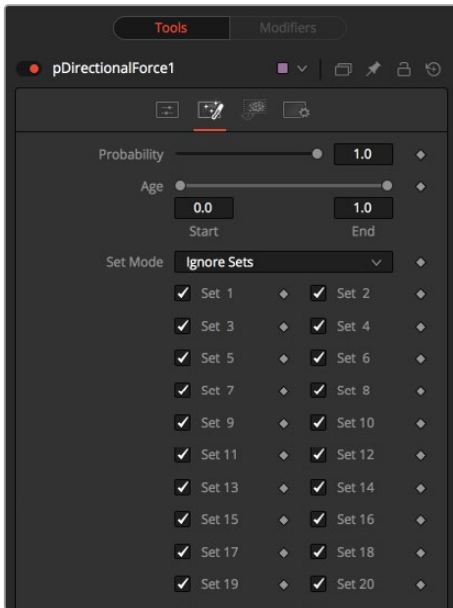 Tools Modifiers
pDirectionalForce1
Probability 1.0
Age
0.0 1.0
Start End
Set Mode Ignore Sets
Set 1 Set 2
Set 3 Set 4
Set 5 Set 6
Set 7 Set 8
Set 9 Set 10
Set 11 Set 12
Set 13 Set 14
Set 15 Set 16
Set 17 Set 18
Set 19 Set 20